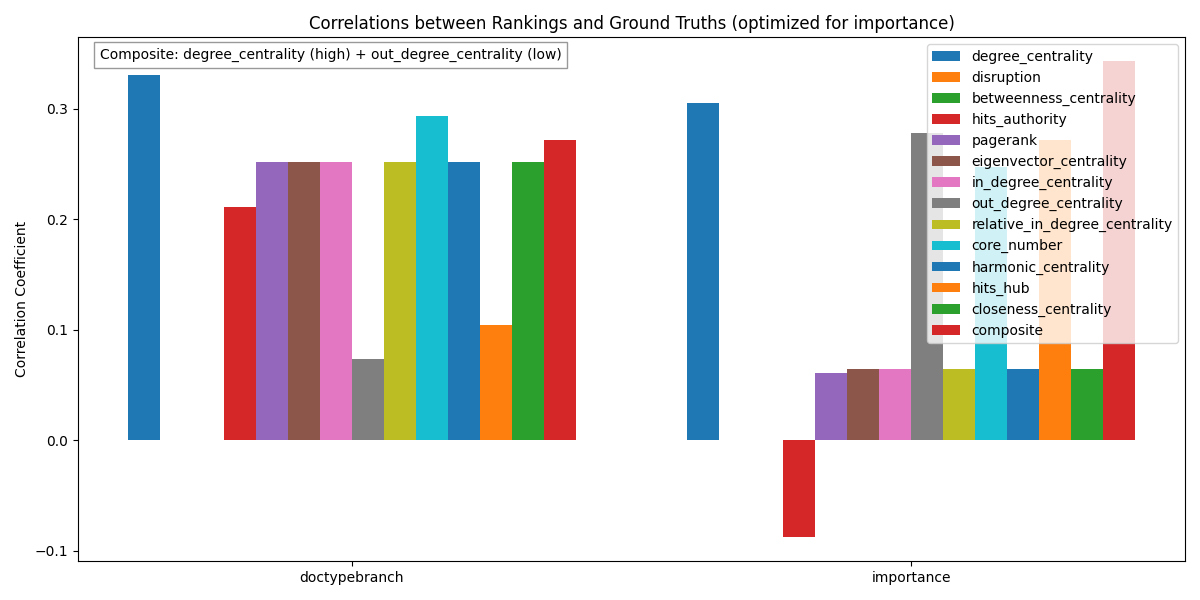 Correlations between Rankings and Ground Truths (optimized for importance)
Composite: degree_centrality (high) + out_degree_centrality (low)
degree_centrality
disruption
betweenness_centrality
hits_authority
pagerank
eigenvector_centrality
in_degree_centrality
out_degree_centrality
relative_in_degree_centrality
core_number
harmonic_centrality
hits_hub
closeness_centrality
composite
Correlation Coefficient
0.3
0.2
0.1
0.0
−0.1
doctypebranch
importance